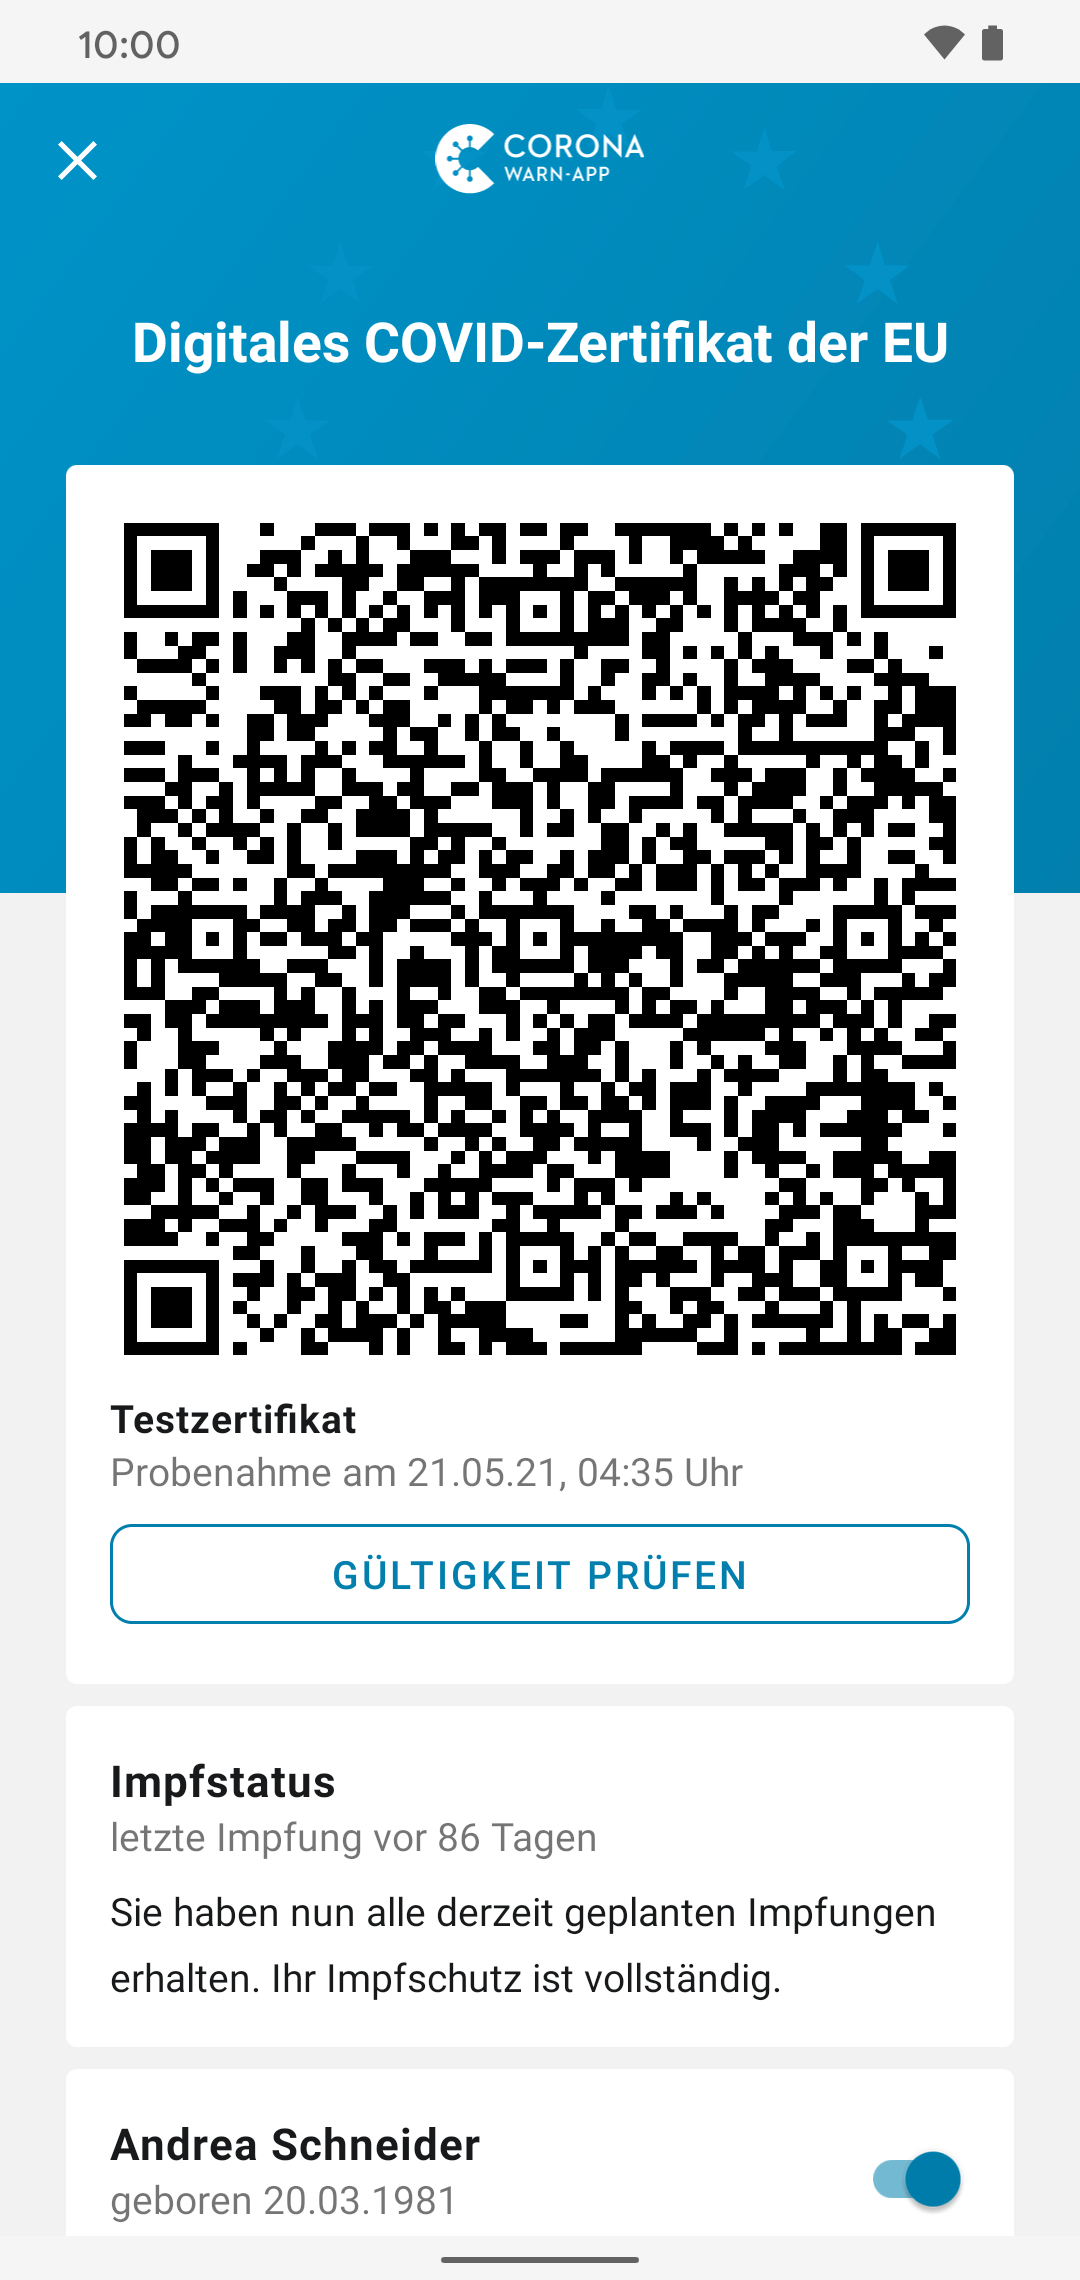 10:00
CORONA
WARN-APP
Digitales COVID-Zertifikat der EU
Testzertifikat
Probenahme am 21.05.21, 04:35 Uhr
GÜLTIGKEIT PRÜFEN
Impfstatus
letzte Impfung vor 86 Tagen
Sie haben nun alle derzeit geplanten Impfungen
erhalten. Ihr Impfschutz ist vollständig.
Andrea Schneider
geboren 20.03.1981